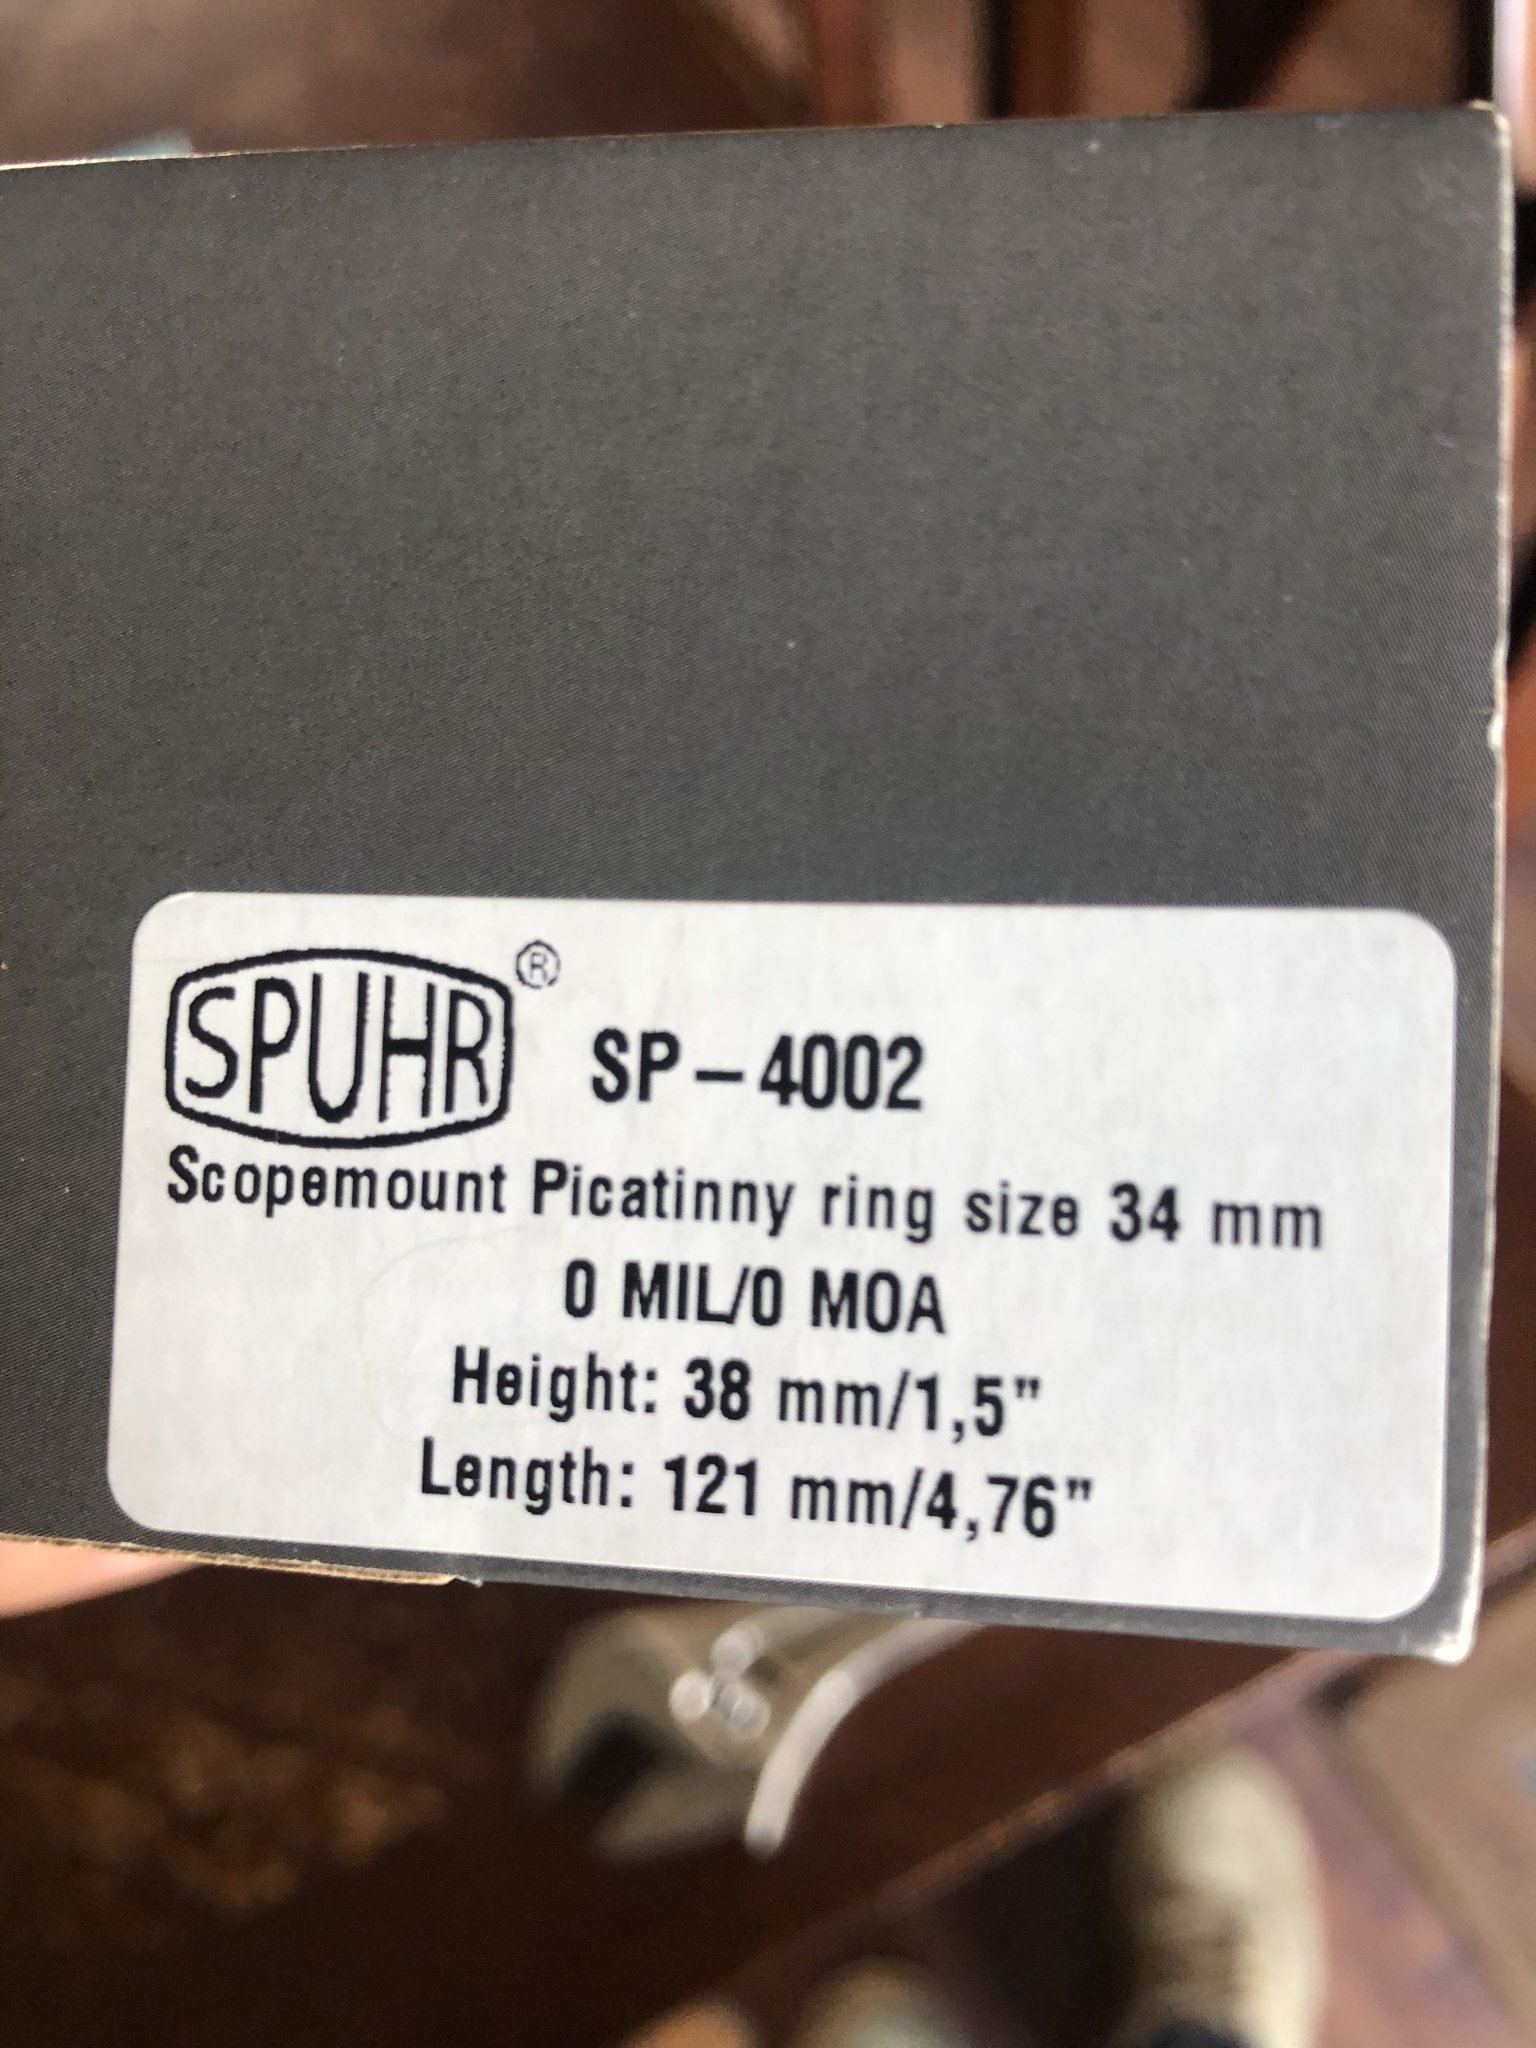 SPUHR® SP-4002
Scopemount Picatinny ring size 34 mm
0 MIL/0 MOA
Height: 38 mm/1,5"
Length: 121 mm/4,76"